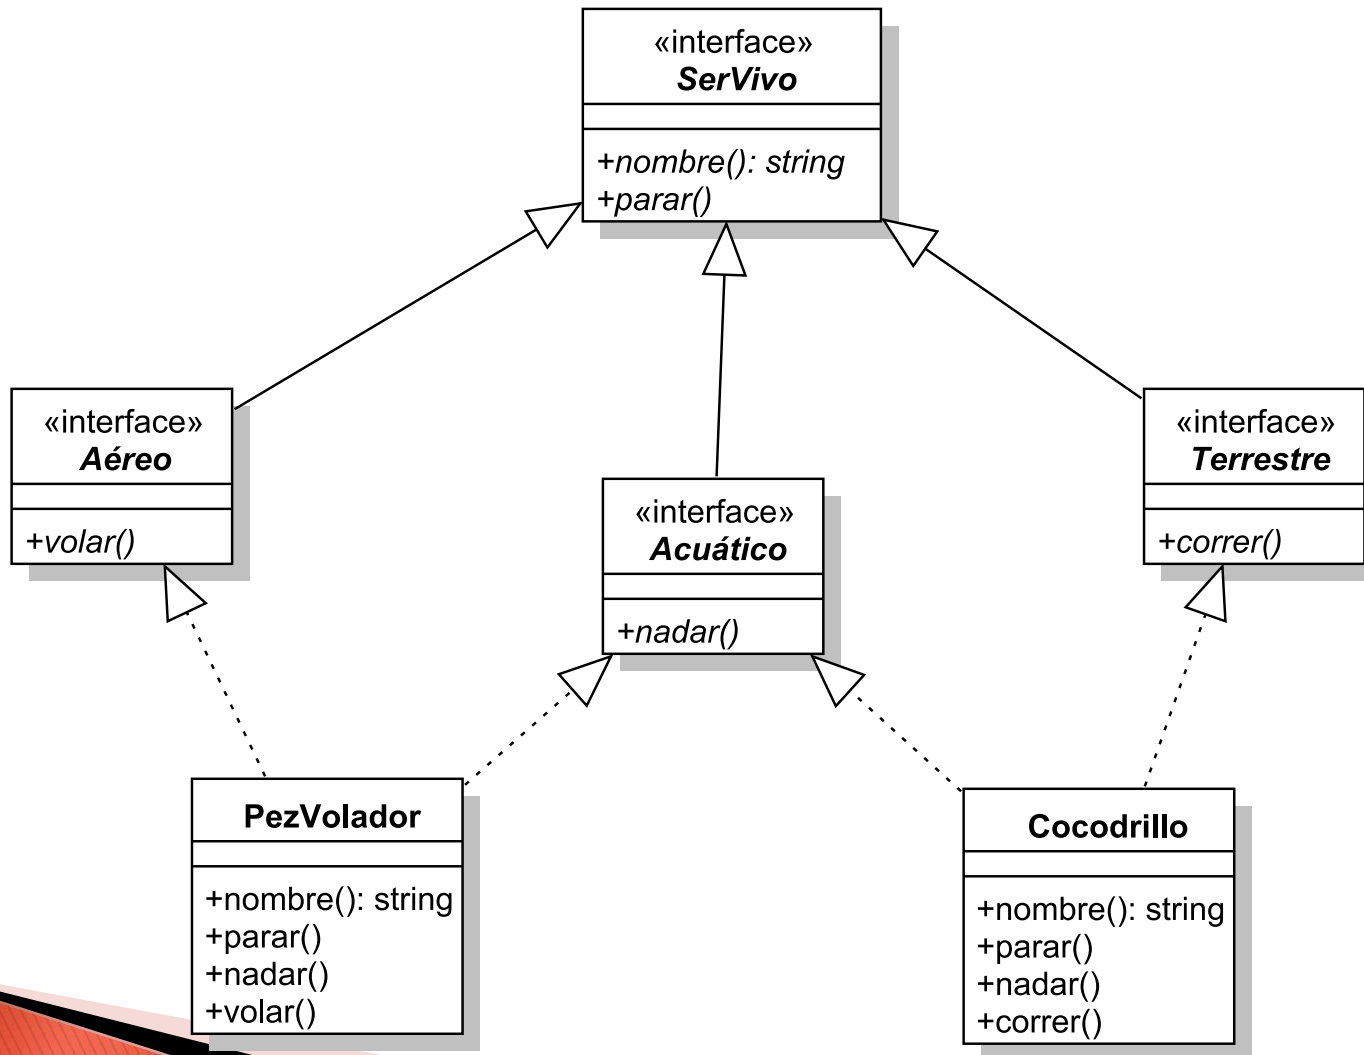 «interface»
SerVivo
+nombre(): string
+parar()
«interface»
Aéreo
+volar()
«interface»
Acuático
+nadar()
«interface»
Terrestre
+correr()
PezVolador
+nombre(): string
+parar()
+nadar()
+volar()
Cocodrillo
+nombre(): string
+parar()
+nadar()
+correr()